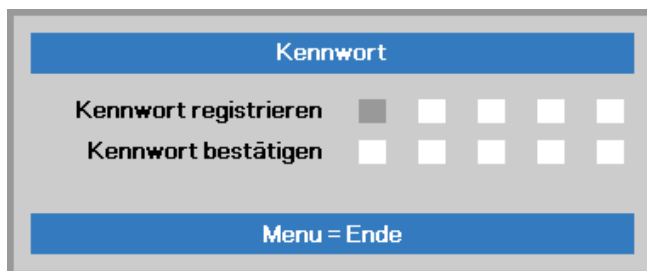 Kennwort
Kennwort registrieren
Kennwort bestätigen
Menu = Ende